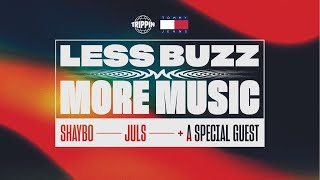 TRIPPIN
TOMMY
JEANS
LESS BUZZ
MORE MUSIC
SHAYBO JULS + A SPECIAL GUEST